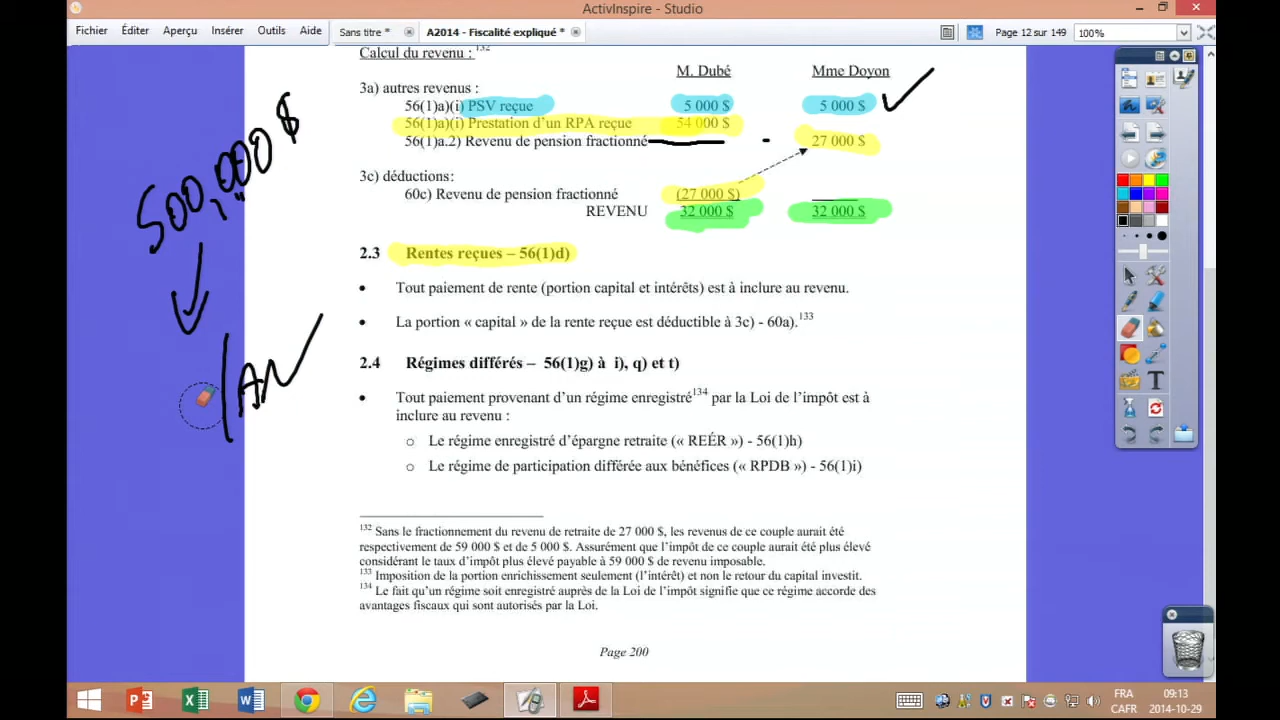 ActivInspire - Studio
Fichier Éditer Aperçu Insérer Outils Aide
Sans titre * A2014 - Fiscalité expliqué *
Page 12 sur 149 100%
Calcul du revenu : 132
M. Dubé Mme Doyon
3a) autres revenus :
56(1)a)(i) PSV reçue 5 000 $ 5 000 $
56(1)a)(i) Prestation d’un RPA reçue 54 000 $
56(1)a.2) Revenu de pension fractionné - 27 000 $
3c) déductions:
60c) Revenu de pension fractionné (27 000 $)
REVENU 32 000 $ 32 000 $
500,000 $
/AN
2.3 Rentes reçues – 56(1)d)
• Tout paiement de rente (portion capital et intérêts) est à inclure au revenu.
• La portion « capital » de la rente reçue est déductible à 3c) - 60a).133
2.4 Régimes différés – 56(1)g) à i), q) et t)
• Tout paiement provenant d’un régime enregistré134 par la Loi de l’impôt est à
inclure au revenu :
o Le régime enregistré d’épargne retraite (« REÉR ») - 56(1)h)
o Le régime de participation différée aux bénéfices (« RPDB ») - 56(1)i)
132 Sans le fractionnement du revenu de retraite de 27 000 $, les revenus de ce couple aurait été
respectivement de 59 000 $ et de 5 000 $. Assurément que l’impôt de ce couple aurait été plus élevé
considérant le taux d’impôt plus élevé payable à 59 000 $ de revenu imposable.
133 Imposition de la portion enrichissement seulement (l’intérêt) et non le retour du capital investit.
134 Le fait qu’un régime soit enregistré auprès de la Loi de l’impôt signifie que ce régime accorde des
avantages fiscaux qui sont autorisés par la Loi.
Page 200
FRA 09:13
CAFR 2014-10-29